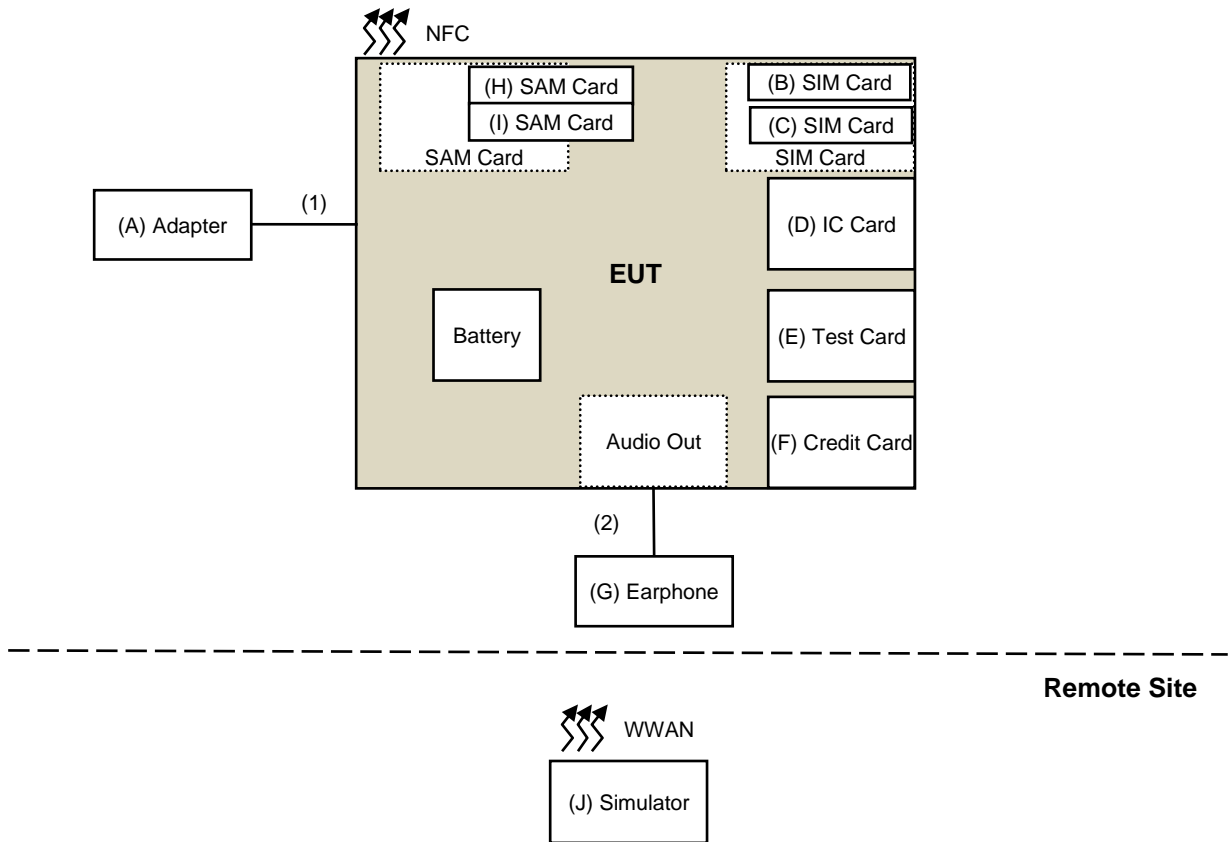 NFC
(H) SAM Card
(I) SAM Card
SAM Card
(B) SIM Card
(C) SIM Card
SIM Card
(A) Adapter
(1)
(D) IC Card
EUT
Battery
(E) Test Card
Audio Out
(F) Credit Card
(2)
(G) Earphone
Remote Site
WWAN
(J) Simulator